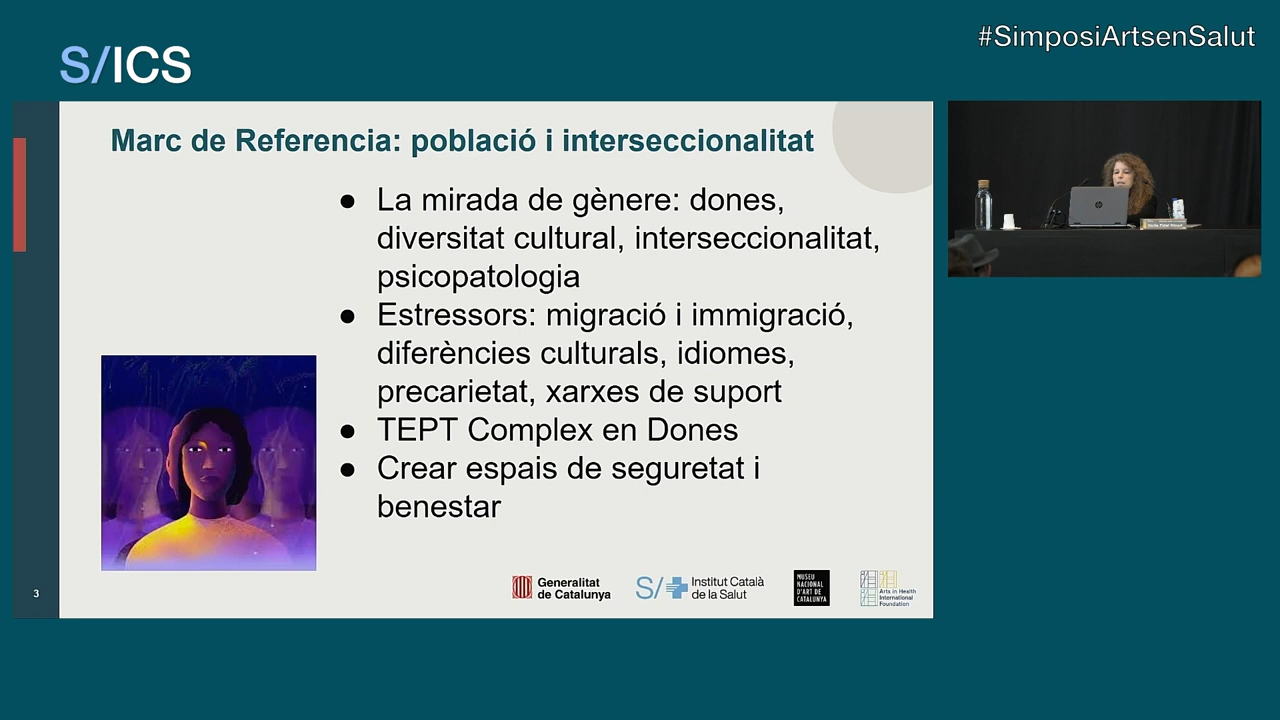 #SimposiArtsenSalut
S/ICS
Marc de Referencia: població i interseccionalitat
● La mirada de gènere: dones,
diversitat cultural, interseccionalitat,
psicopatologia
● Estressors: migració i immigració,
diferències culturals, idiomes,
precarietat, xarxes de suport
● TEPT Complex en Dones
● Crear espais de seguretat i
benestar
3
Generalitat
de Catalunya
S/
Institut Català
de la Salut
MUSEU
NACIONAL
D'ART DE
CATALUNYA
Arts in Health
International
Foundation
hp